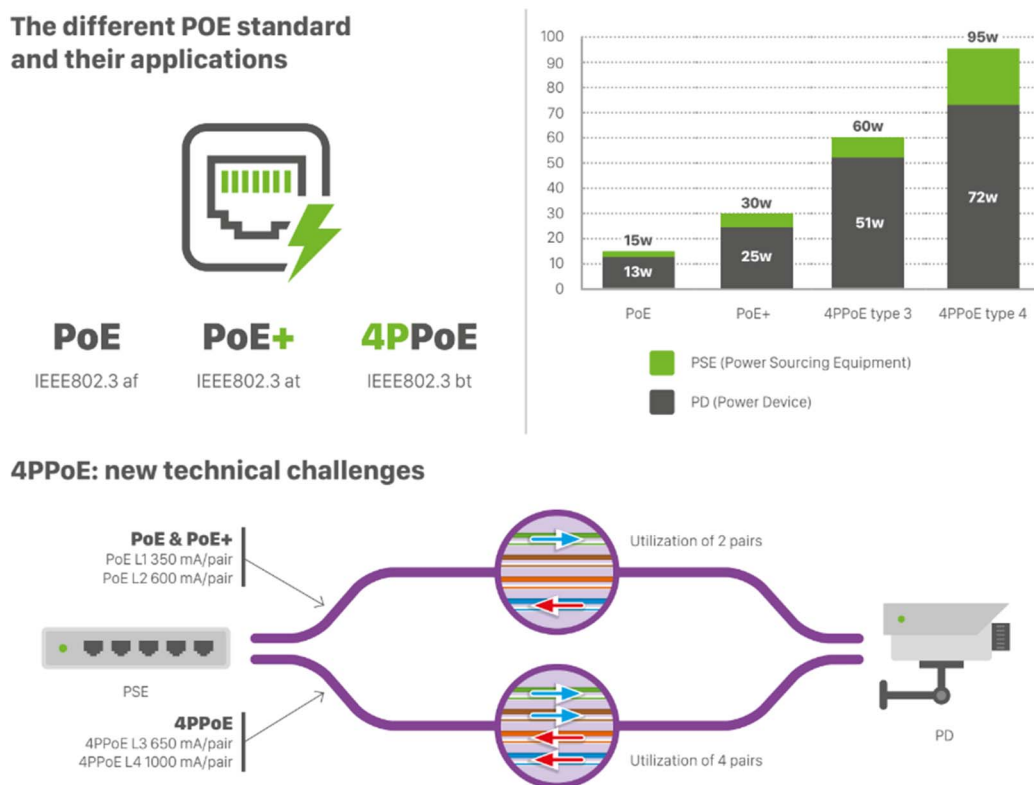 The different POE standard
and their applications
PoE
IEEE802.3 af
PoE+
IEEE802.3 at
4PPoE
IEEE802.3 bt
100
90
80
70
60
50
40
30
20
10
0
15w
13w
30w
25w
60w
51w
95w
72w
PoE
PoE+
4PPoE type 3
4PPoE type 4
PSE (Power Sourcing Equipment)
PD (Power Device)
4PPoE: new technical challenges
PoE & PoE+
PoE L1 350 mA/pair
PoE L2 600 mA/pair
Utilization of 2 pairs
PSE
4PPoE
4PPoE L3 650 mA/pair
4PPoE L4 1000 mA/pair
Utilization of 4 pairs
PD